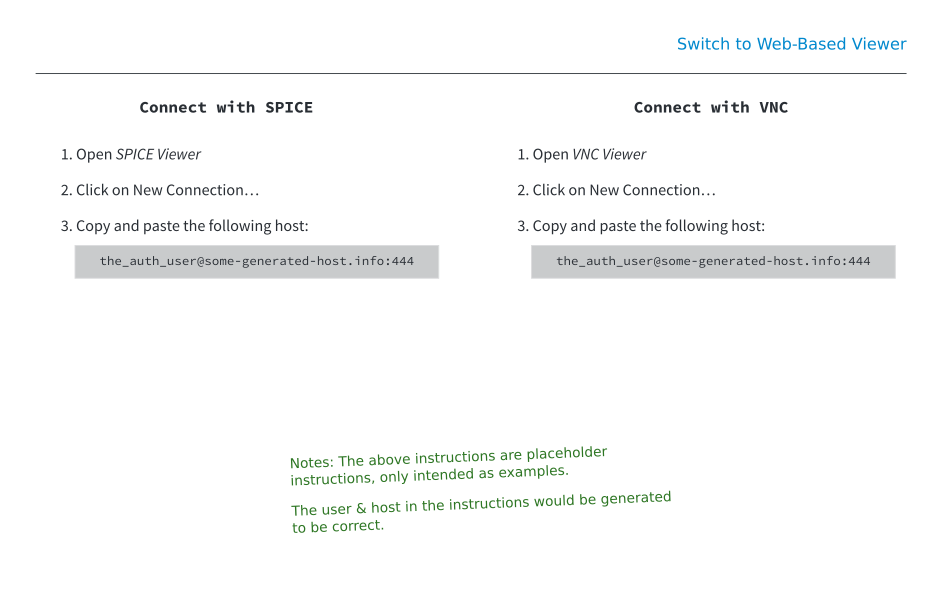 Switch to Web-Based Viewer
Connect with SPICE
1. Open SPICE Viewer
2. Click on New Connection…
3. Copy and paste the following host:
the_auth_user@some-generated-host.info:444
Connect with VNC
1. Open VNC Viewer
2. Click on New Connection…
3. Copy and paste the following host:
the_auth_user@some-generated-host.info:444
Notes: The above instructions are placeholder
instructions, only intended as examples.
The user & host in the instructions would be generated
to be correct.